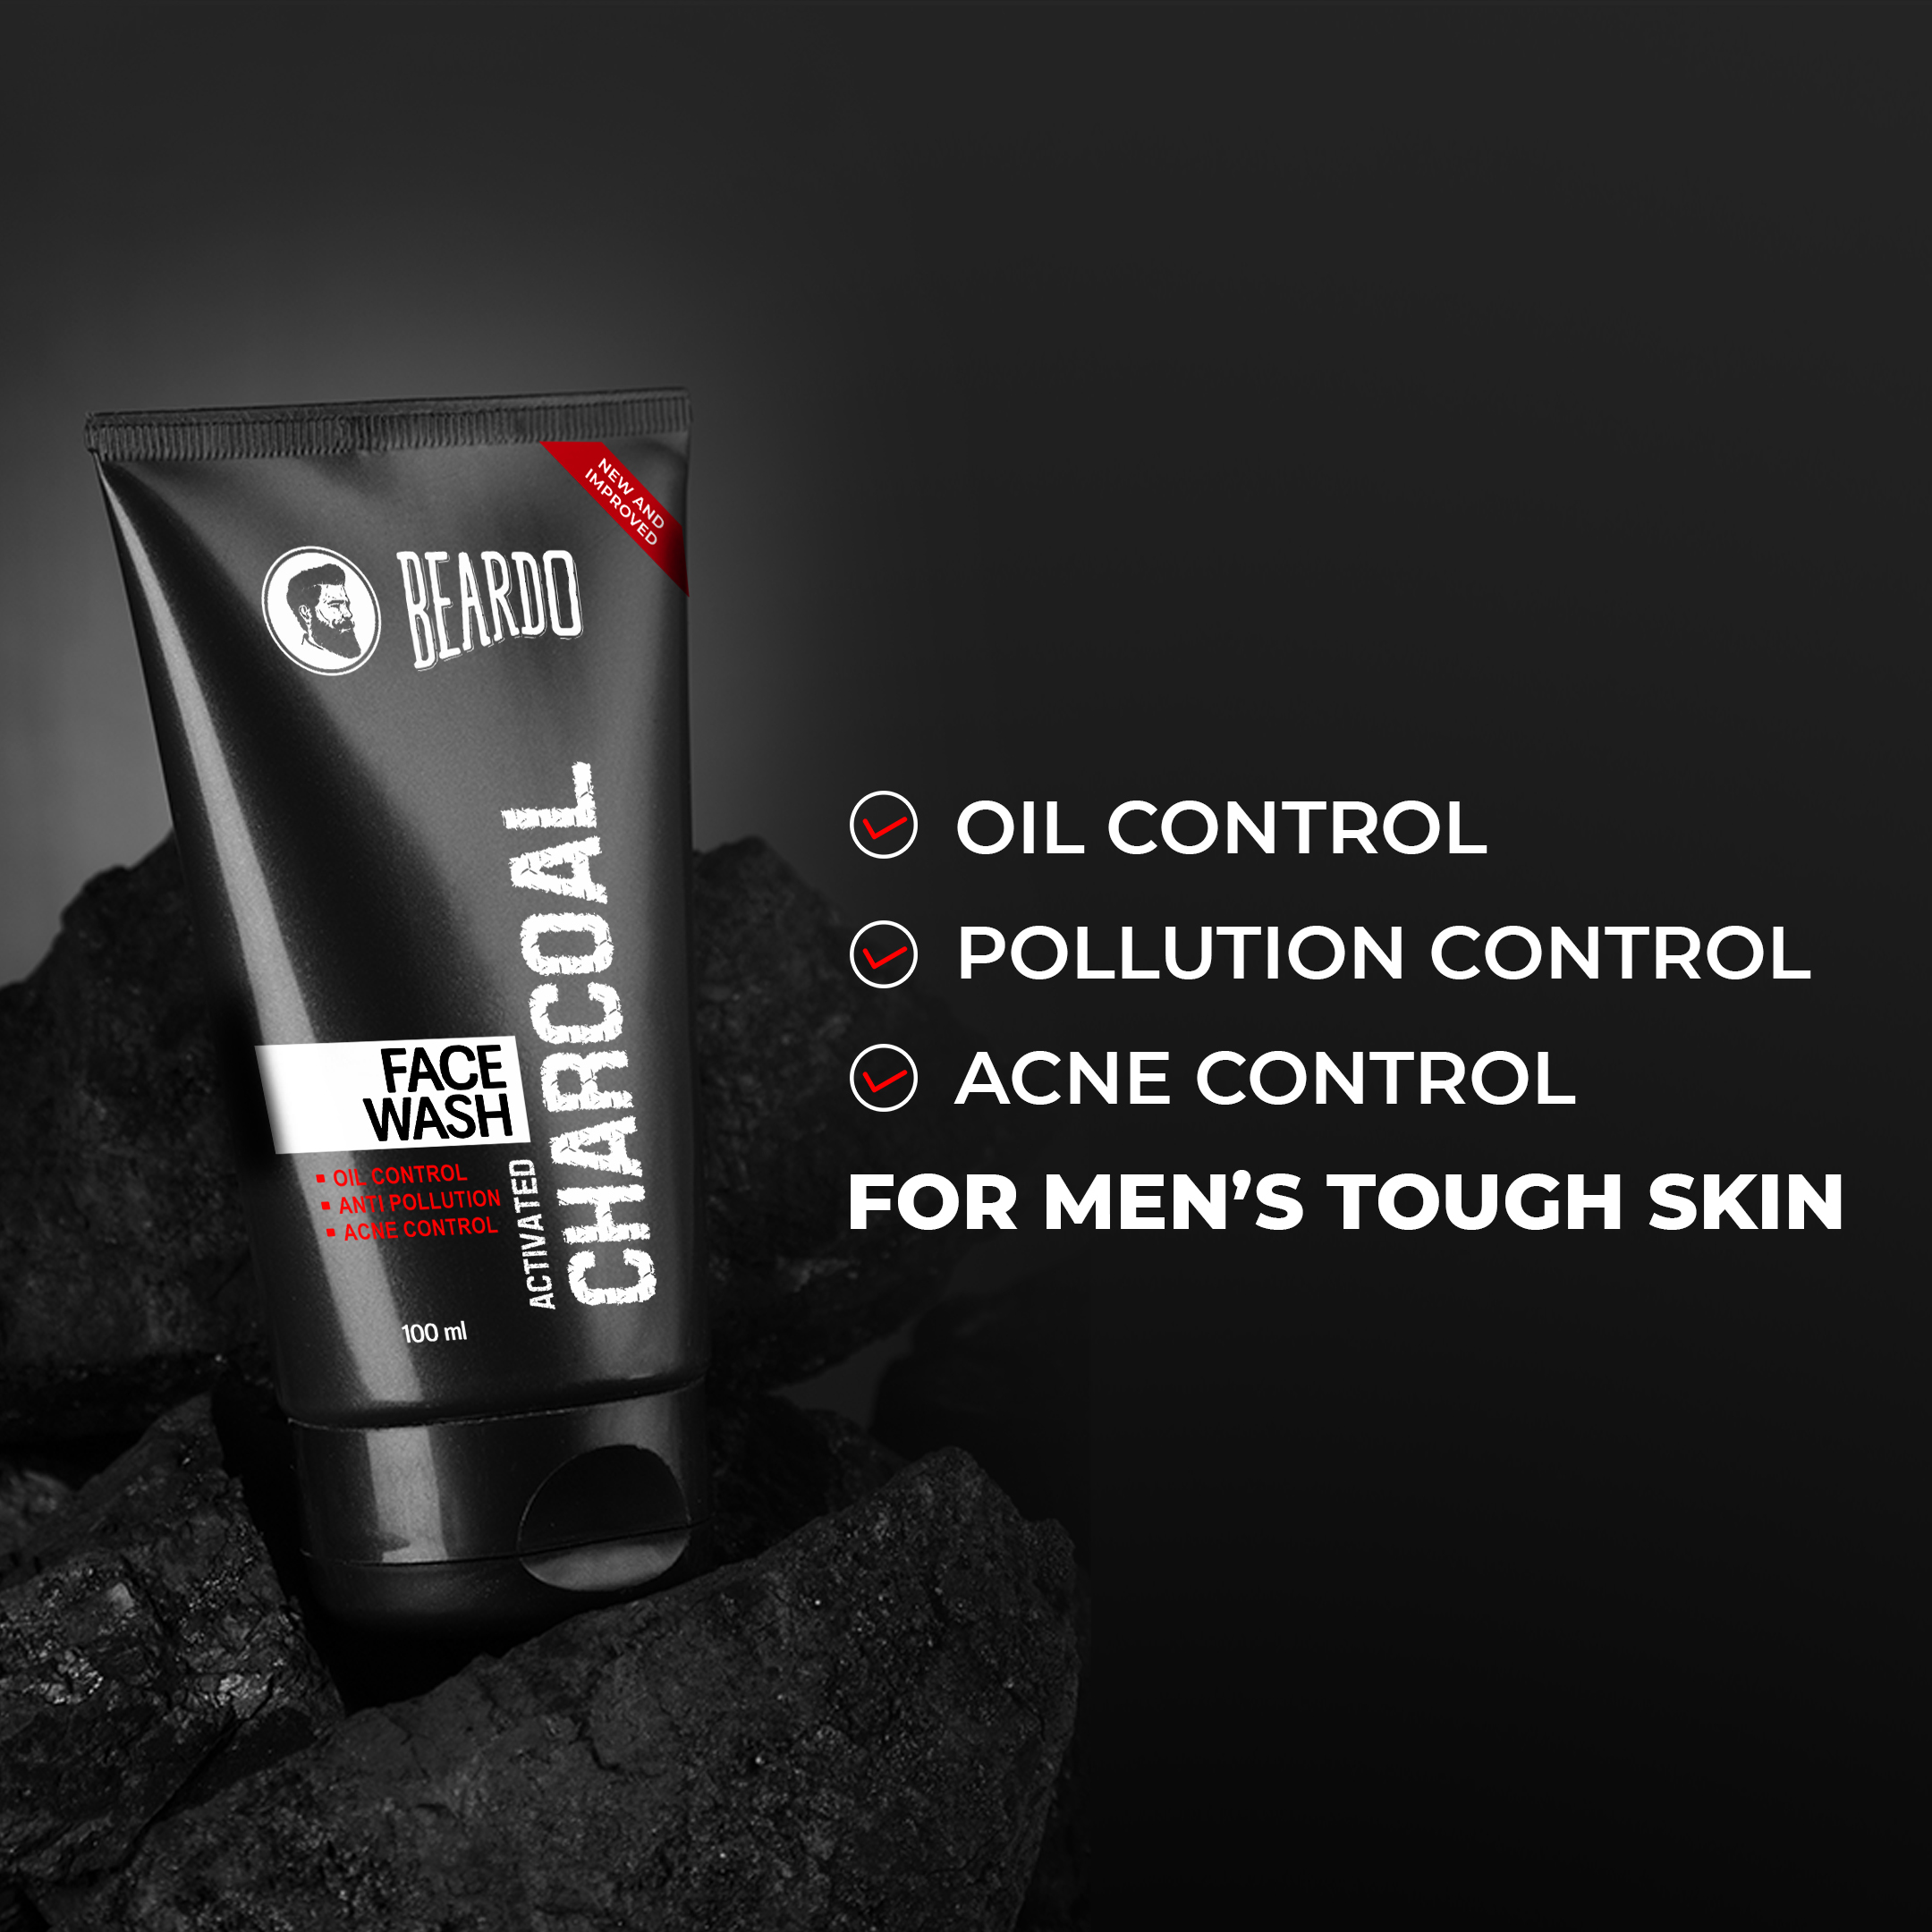 NEW AND
IMPROVED
BEARDO
ACTIVATED
CHARCOAL
FACE
WASH
OIL CONTROL
ANTI POLLUTION
ACNE CONTROL
100 ml
OIL CONTROL
POLLUTION CONTROL
ACNE CONTROL
FOR MEN’S TOUGH SKIN